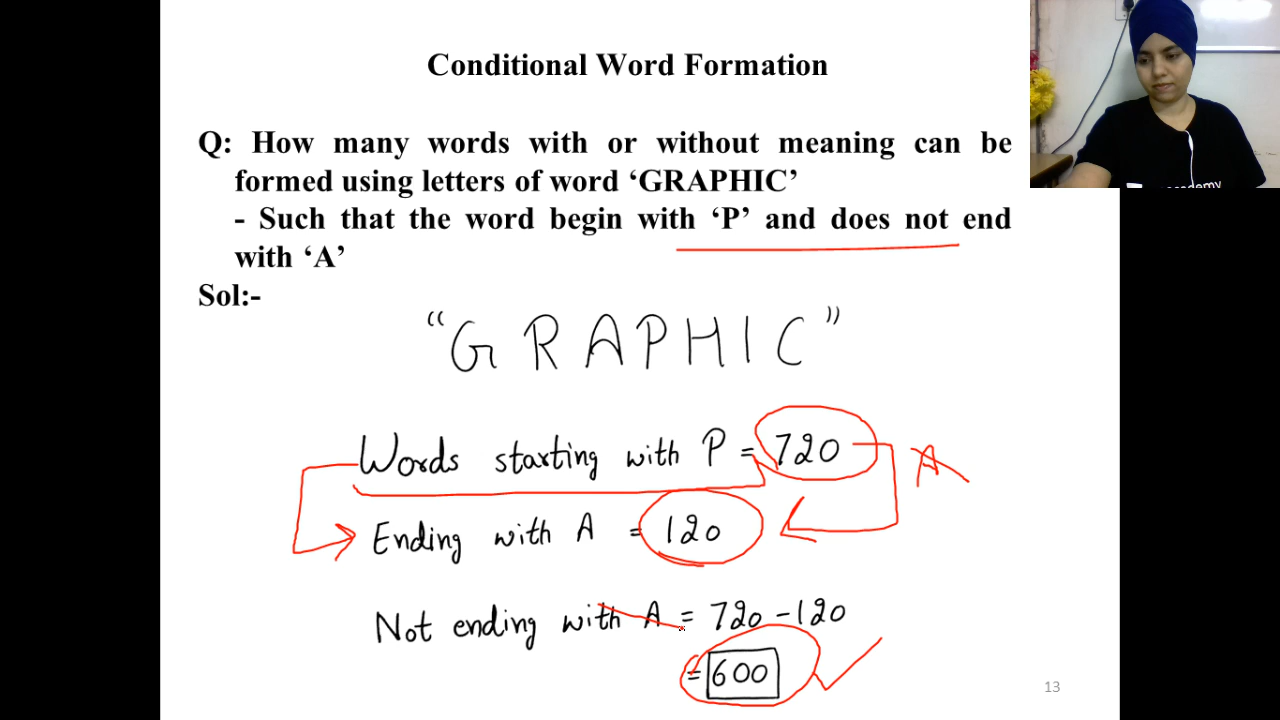 Conditional Word Formation
Q: How many words with or without meaning can be
formed using letters of word ‘GRAPHIC’
- Such that the word begin with ‘P’ and does not end
with ‘A’
Sol:-
“GRAPHIC”
Words starting with P = 720
A
Ending with A = 120
Not ending with A = 720 - 120
= 600
13